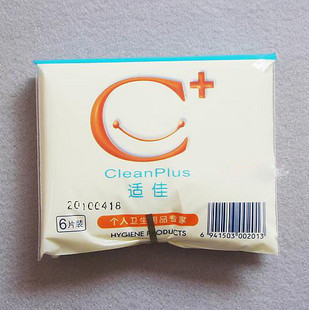 C+
CleanPlus
适佳
20100418
6片装
个人卫生用品专家
HYGIENE PRODUCTS
6 941503 002013